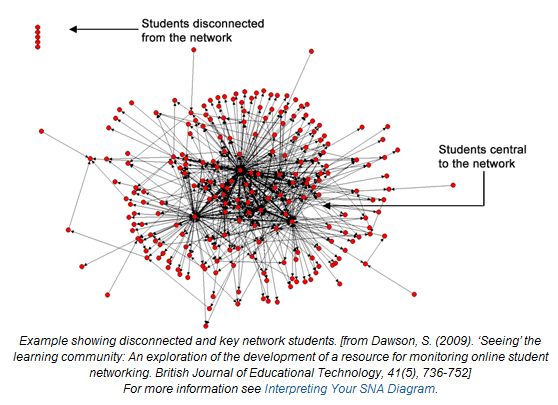 Students disconnected
from the network
Students central
to the network
Example showing disconnected and key network students. [from Dawson, S. (2009). ‘Seeing’ the
learning community: An exploration of the development of a resource for monitoring online student
networking. British Journal of Educational Technology, 41(5), 736-752]
For more information see Interpreting Your SNA Diagram.